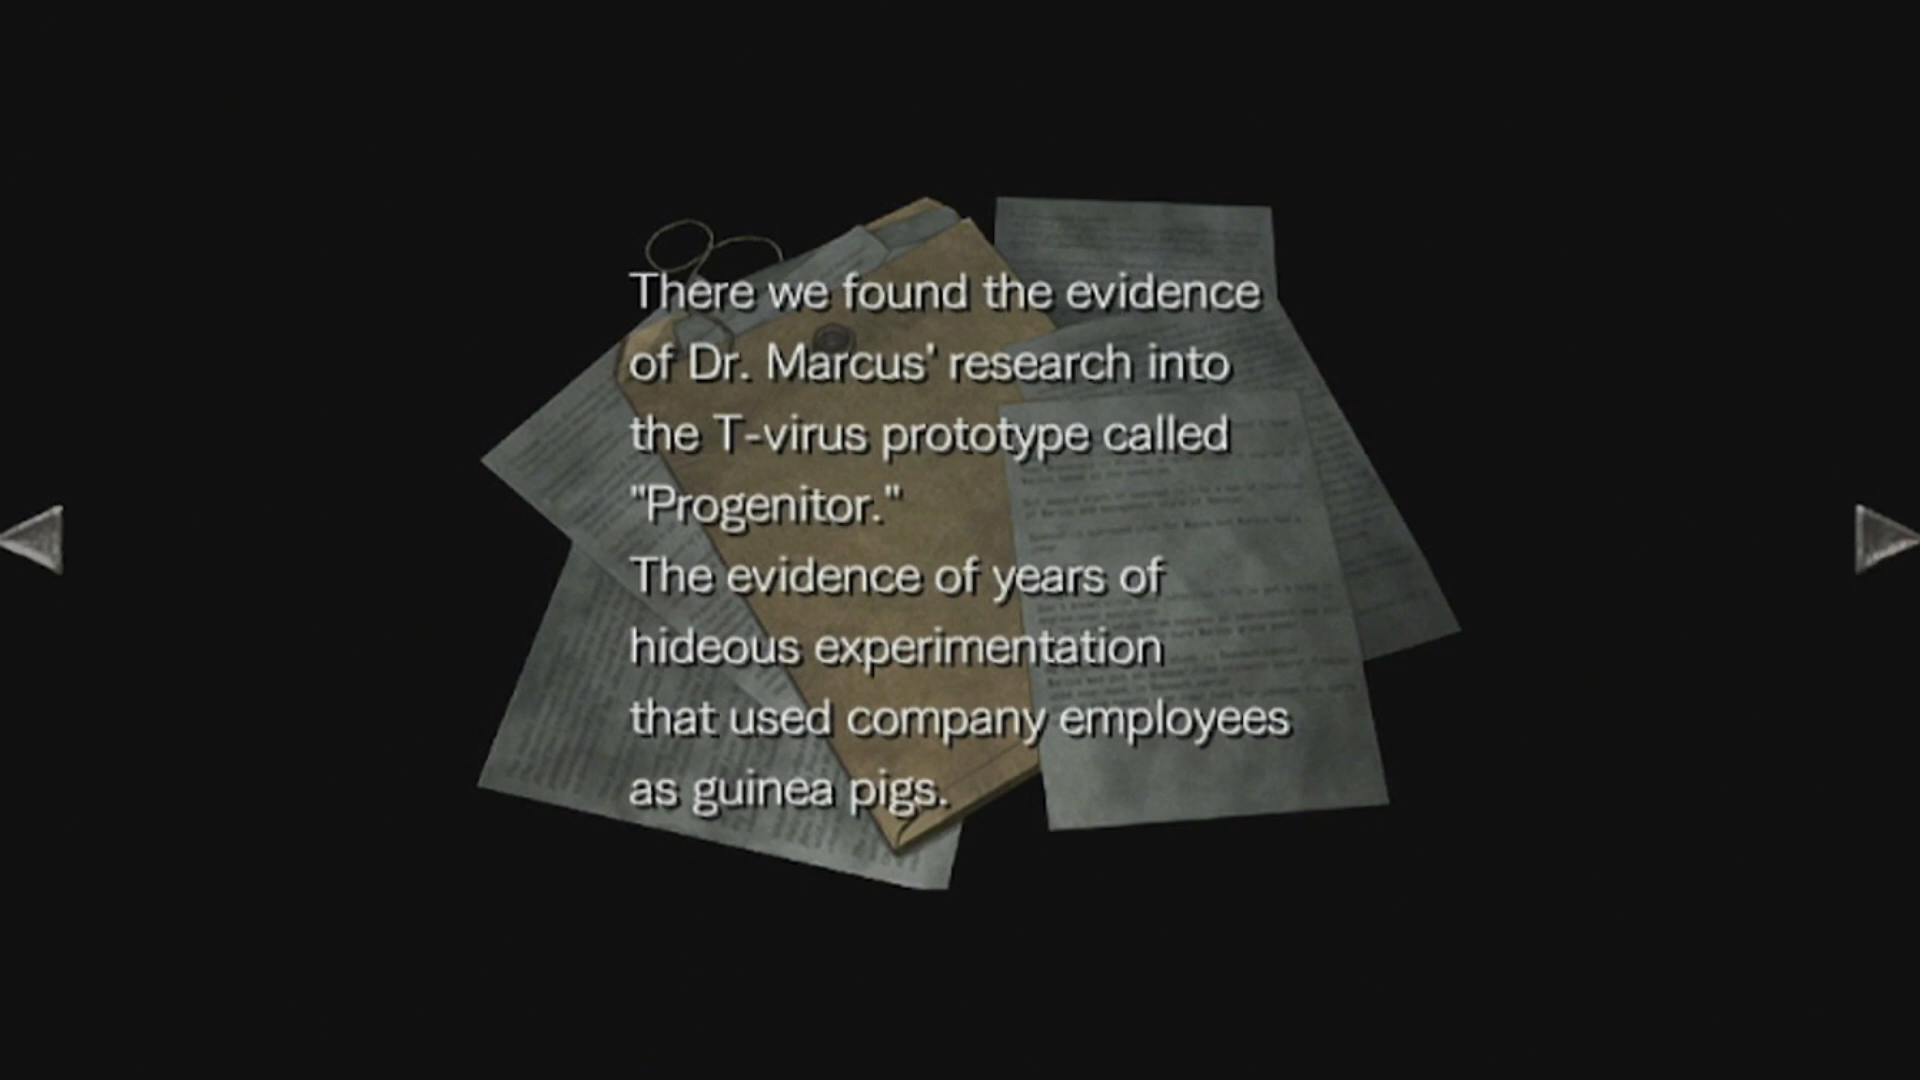 There we found the evidence
of Dr. Marcus' research into
the T-virus prototype called
"Progenitor."
The evidence of years of
hideous experimentation
that used company employees
as guinea pigs.